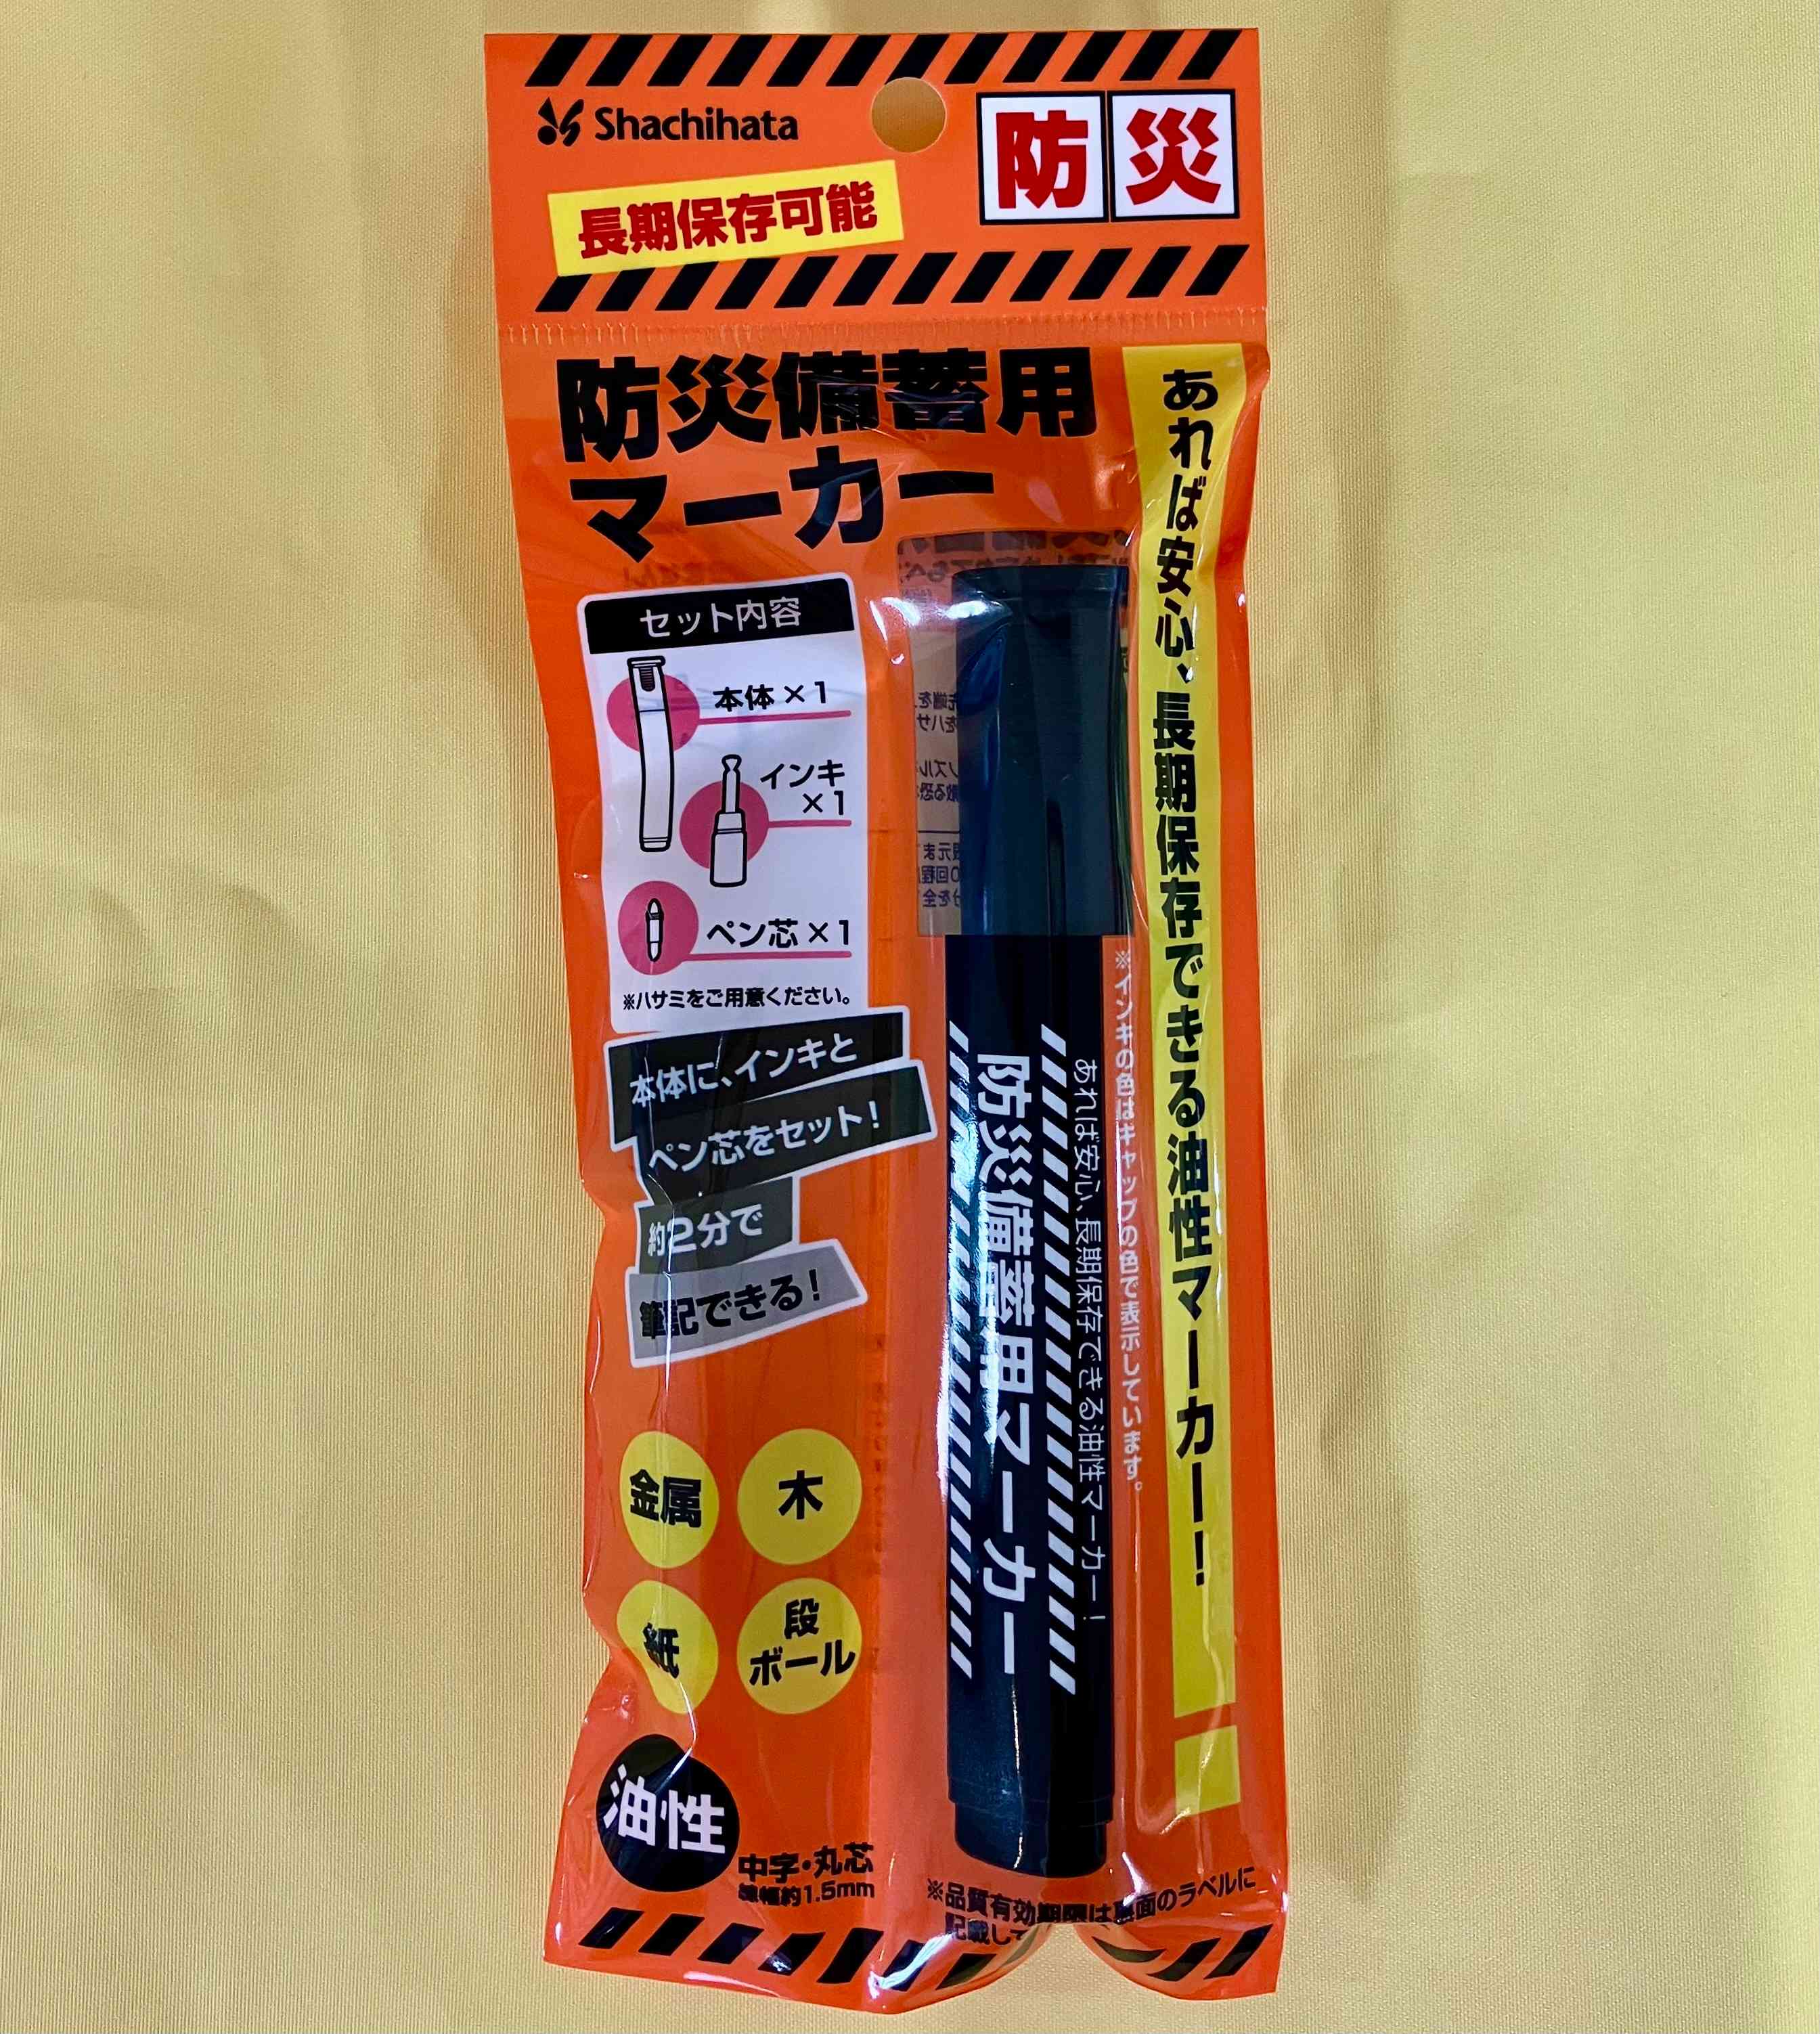 Shachihata
防災
長期保存可能
防災備蓄用
マーカー
あれば安心、長期保存できる油性マーカー!
セット内容
本体×1
インキ
×1
ペン芯×1
※ハサミをご用意ください。
本体に、インキと
ペン芯をセット!
約2分で
筆記できる!
※インキの色はキャップの色で表示しています。
防災備蓄用マーカー
あれば安心、長期保存できる油性マーカー!
金属
木
紙
段
ボール
油性
中字・丸芯
線幅約1.5mm
※品質有効期限は裏面のラベルに
記載して